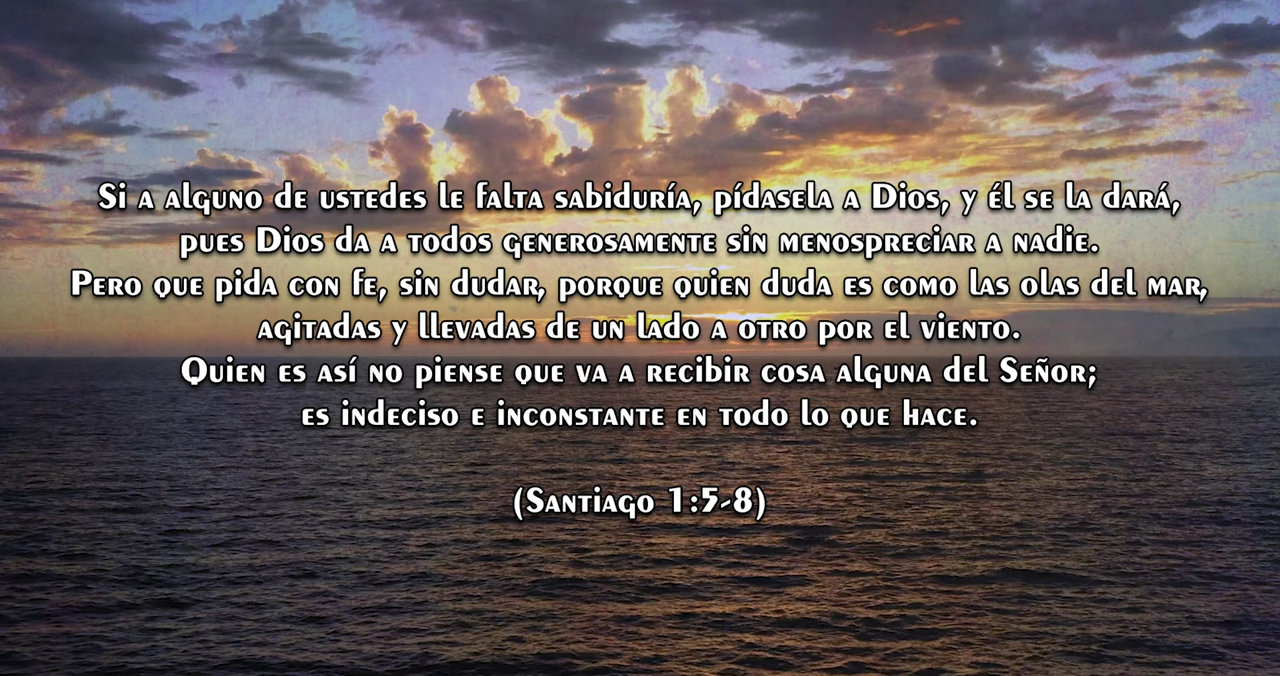 Si a alguno de ustedes le falta sabiduría, pídasela a Dios, y él se la dará,
pues Dios da a todos generosamente sin menospreciar a nadie.
Pero que pida con fe, sin dudar, porque quien duda es como las olas del mar,
agitadas y llevadas de un lado a otro por el viento.
Quien es así no piense que va a recibir cosa alguna del Señor;
es indeciso e inconstante en todo lo que hace.
(Santiago 1:5-8)